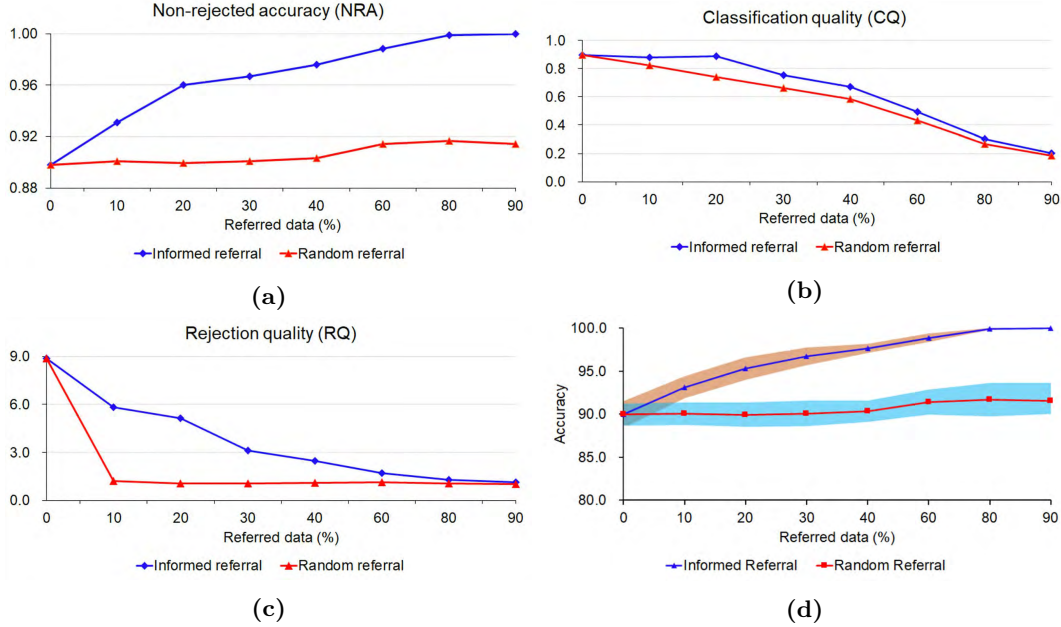 Non-rejected accuracy (NRA)
1.00
0.96
0.92
0.88
0 10 20 30 40 60 80 90
Referred data (%)
Informed referral Random referral
(a)
Classification quality (CQ)
1.0
0.8
0.6
0.4
0.2
0.0
0 10 20 30 40 60 80 90
Referred data (%)
Informed referral Random referral
(b)
Rejection quality (RQ)
9.0
6.0
3.0
0.0
0 10 20 30 40 60 80 90
Referred data (%)
Informed referral Random referral
(c)
100.0
95.0
90.0
85.0
80.0
Accuracy
0 10 20 30 40 60 80 90
Referred data (%)
Informed Referral Random Referral
(d)